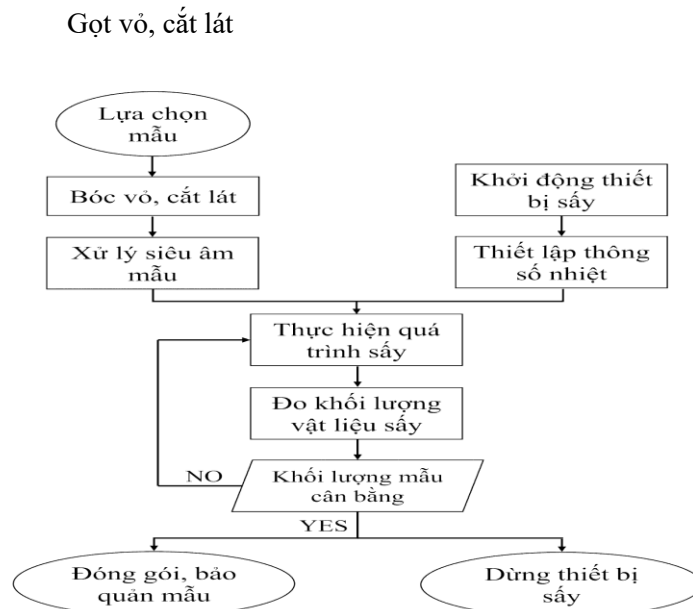 Gọt vỏ, cắt lát
Lựa chọn
mẫu
Bóc vỏ, cắt lát
Xử lý siêu âm
mẫu
Khởi động thiết
bị sấy
Thiết lập thông
số nhiệt
Thực hiện quá
trình sấy
Đo khối lượng
vật liệu sấy
NO
Khối lượng mẫu
cân bằng
YES
Đóng gói, bảo
quản mẫu
Dừng thiết bị
sấy